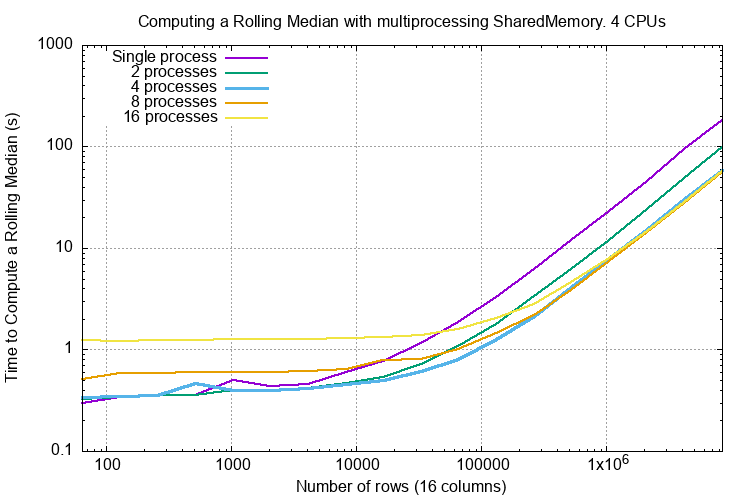 Computing a Rolling Median with multiprocessing SharedMemory. 4 CPUs
1000
100
10
1
0.1
Time to Compute a Rolling Median (s)
Single process
2 processes
4 processes
8 processes
16 processes
100
1000
10000
100000
1x10⁶
Number of rows (16 columns)